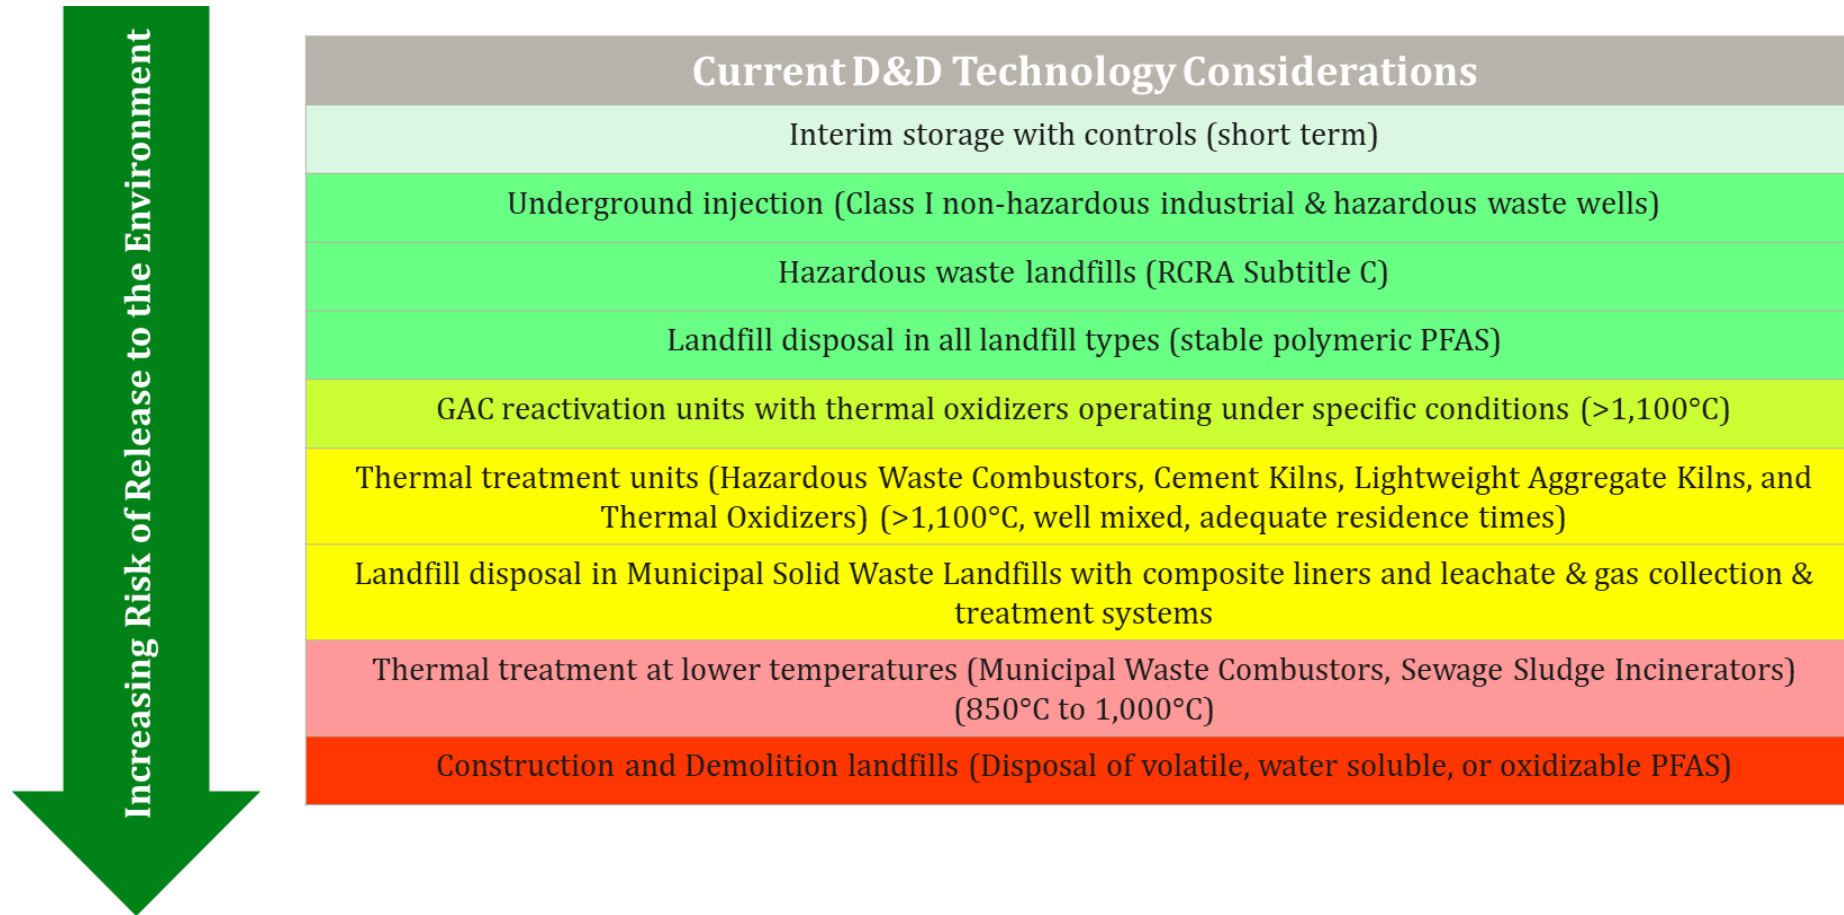 Increasing Risk of Release to the Environment
Current D&D Technology Considerations
Interim storage with controls (short term)
Underground injection (Class I non-hazardous industrial & hazardous waste wells)
Hazardous waste landfills (RCRA Subtitle C)
Landfill disposal in all landfill types (stable polymeric PFAS)
GAC reactivation units with thermal oxidizers operating under specific conditions (>1,100°C)
Thermal treatment units (Hazardous Waste Combustors, Cement Kilns, Lightweight Aggregate Kilns, and
Thermal Oxidizers) (>1,100°C, well mixed, adequate residence times)
Landfill disposal in Municipal Solid Waste Landfills with composite liners and leachate & gas collection &
treatment systems
Thermal treatment at lower temperatures (Municipal Waste Combustors, Sewage Sludge Incinerators)
(850°C to 1,000°C)
Construction and Demolition landfills (Disposal of volatile, water soluble, or oxidizable PFAS)